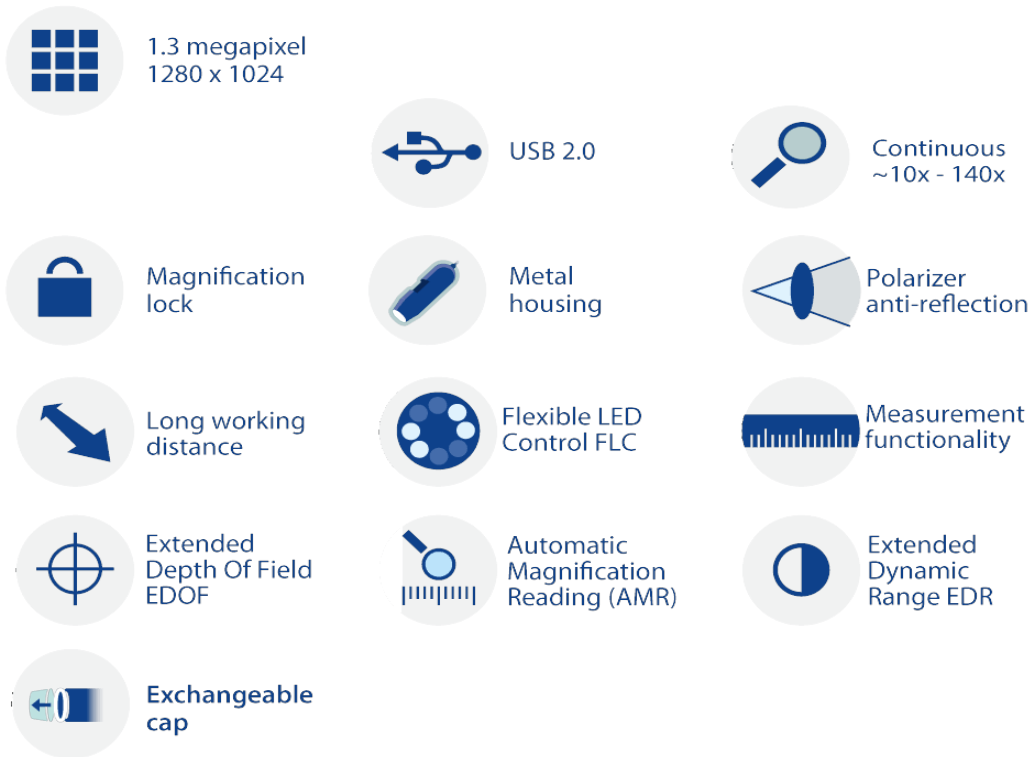 1.3 megapixel
1280 x 1024
USB 2.0
Continuous
~10x - 140x
Magnification
lock
Metal
housing
Polarizer
anti-reflection
Long working
distance
Flexible LED
Control FLC
Measurement
functionality
Extended
Depth Of Field
EDOF
Automatic
Magnification
Reading (AMR)
Extended
Dynamic
Range EDR
Exchangeable
cap